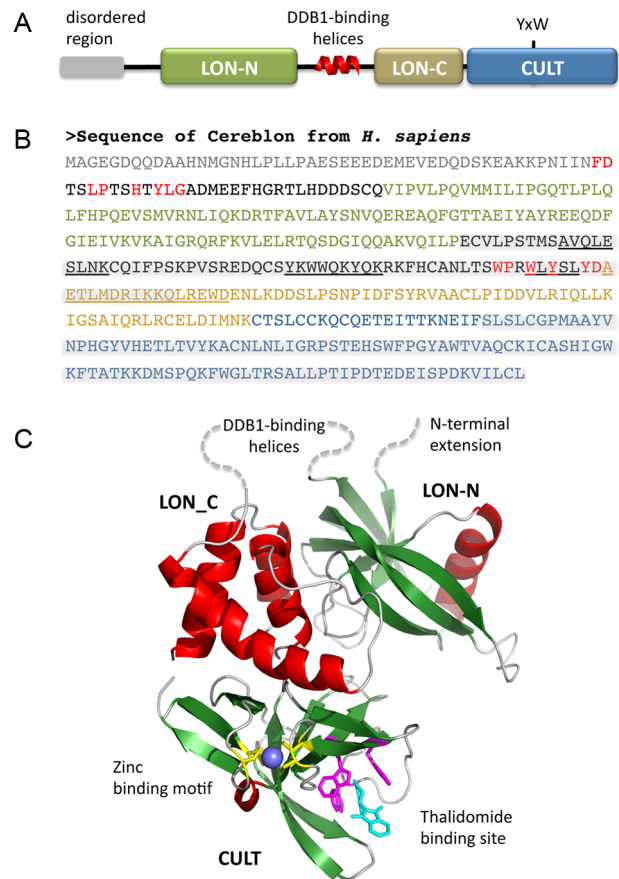 A
disordered
region
DDB1-binding
helices
YxW
LON-N
LON-C
CULT
B
>Sequence of Cereblon from H. sapiens
MAGEGDQQDAAHNMGNHLPLLPAESEEEDEMEVEDQDSKEAKKPNIINFD
TSLPTSHTYLGADMEEFHGRTLHDDDSCQVIPVLPQVMMILIPGQTLPLQ
LFHPQEVSMVRNLIQKDRTFAVLAYSNVQEREAQFGTTAEIYAYREEQDF
GIEIVKVKAIGRQRFKVLELRTQSDGIQQAKVQILPECVLPSTMSAVQLE
SLNKCQIFPSKPVSREDQCSYKWWQKYQKRKFHCANLTSWPRWLYSLYDA
ETLMDRIKKQLREWDENLKDDSLPSNPIDFSYRVAACLPIDDVLRIQLLK
IGSAIQRLRCELDIMNKCTSLCCKQCQETEITTKNEIFSLSLCGPMAAYV
NPHGYVHETLTVYKACNLNLIGRPSTEHSWFPGYAWTVAQCKICASHIGW
KFTATKKDMSPQKFWGLTRSALLPTIPDTEDEISPDKVILCL
C
DDB1-binding
helices
N-terminal
extension
LON_C
LON-N
Zinc
binding motif
Thalidomide
binding site
CULT